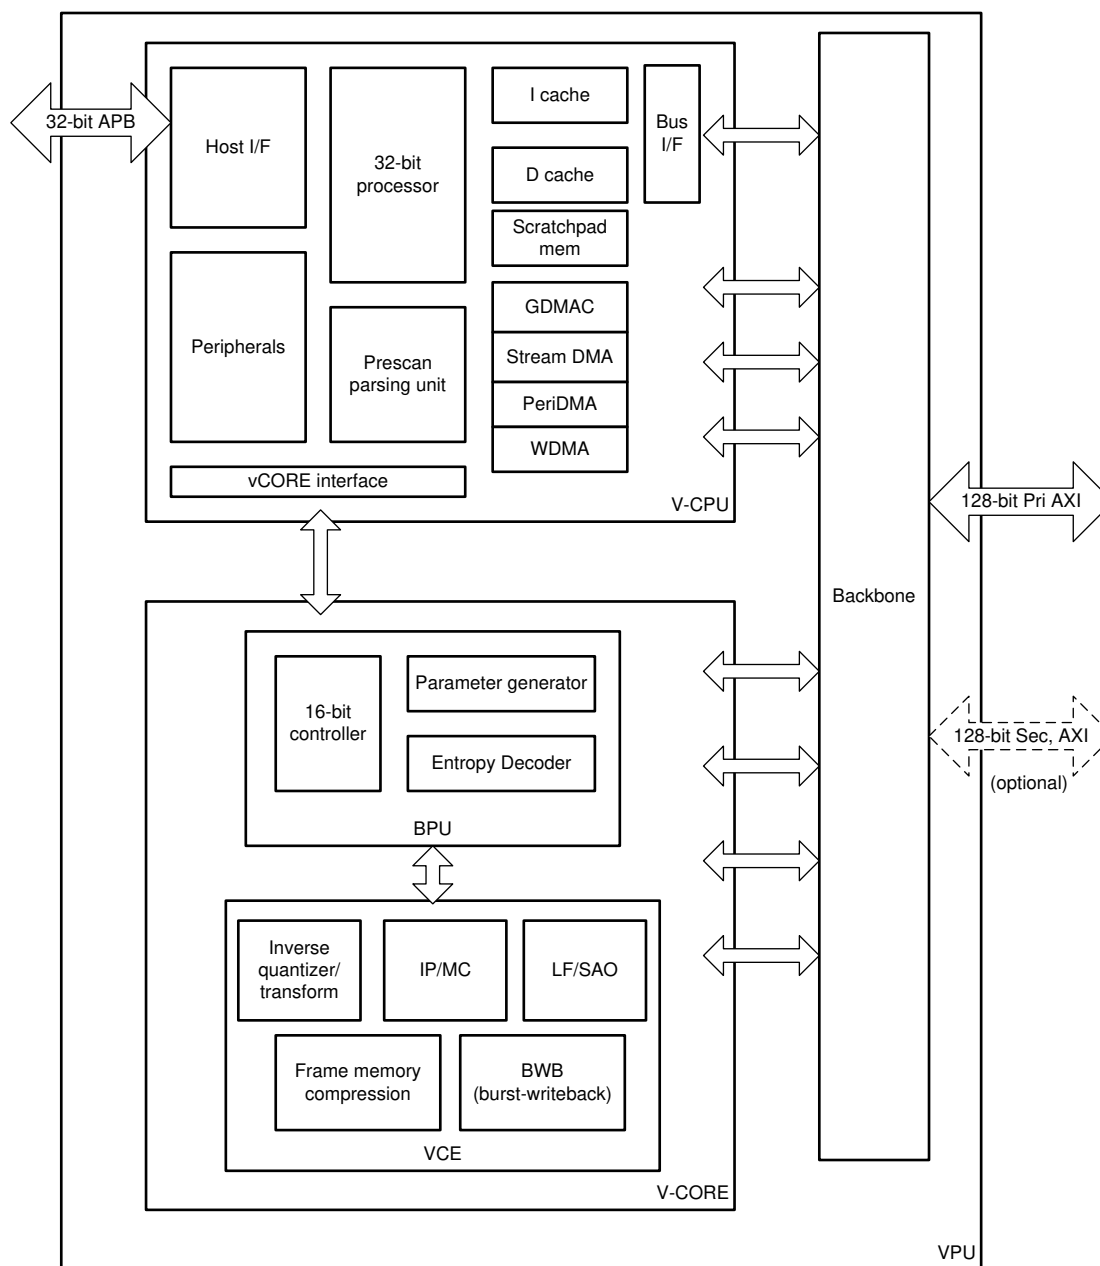 32-bit APB
Host I/F
32-bit
processor
I cache
Bus
I/F
D cache
Scratchpad
mem
Peripherals
Prescan
parsing unit
GDMAC
Stream DMA
PeriDMA
WDMA
vCORE interface
V-CPU
128-bit Pri AXI
Backbone
16-bit
controller
Parameter generator
Entropy Decoder
BPU
128-bit Sec, AXI
(optional)
Inverse
quantizer/
transform
IP/MC
LF/SAO
Frame memory
compression
BWB
(burst-writeback)
VCE
V-CORE
VPU